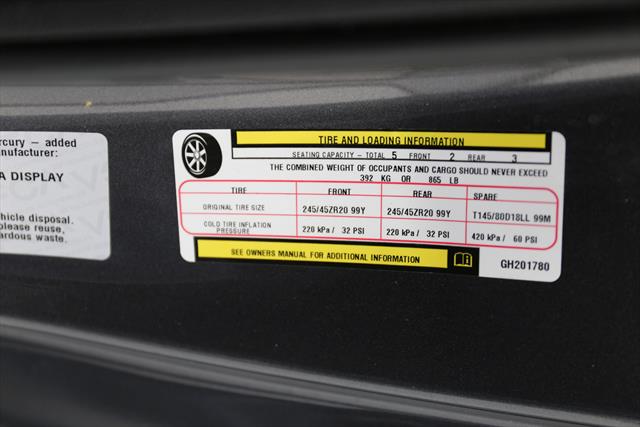 rcury — added
anufacturer:
A DISPLAY
hicle disposal.
please reuse,
ardous waste.
TIRE AND LOADING INFORMATION
SEATING CAPACITY – TOTAL 5 FRONT 2 REAR 3
THE COMBINED WEIGHT OF OCCUPANTS AND CARGO SHOULD NEVER EXCEED
392 KG OR 865 LB
TIRE FRONT REAR SPARE
ORIGINAL TIRE SIZE 245/45ZR20 99Y 245/45ZR20 99Y T145/80D18LL 99M
COLD TIRE INFLATION PRESSURE 220 kPa / 32 PSI 220 kPa / 32 PSI 420 kPa / 60 PSI
SEE OWNERS MANUAL FOR ADDITIONAL INFORMATION
GH201780